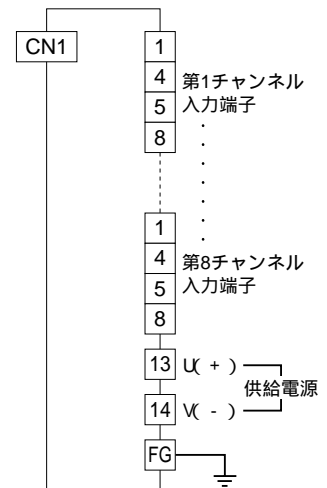 CN1
1
4
5
8
第1チャンネル
入力端子
1
4
5
8
第8チャンネル
入力端子
13 U( + )
供給電源
14 V( - )
FG